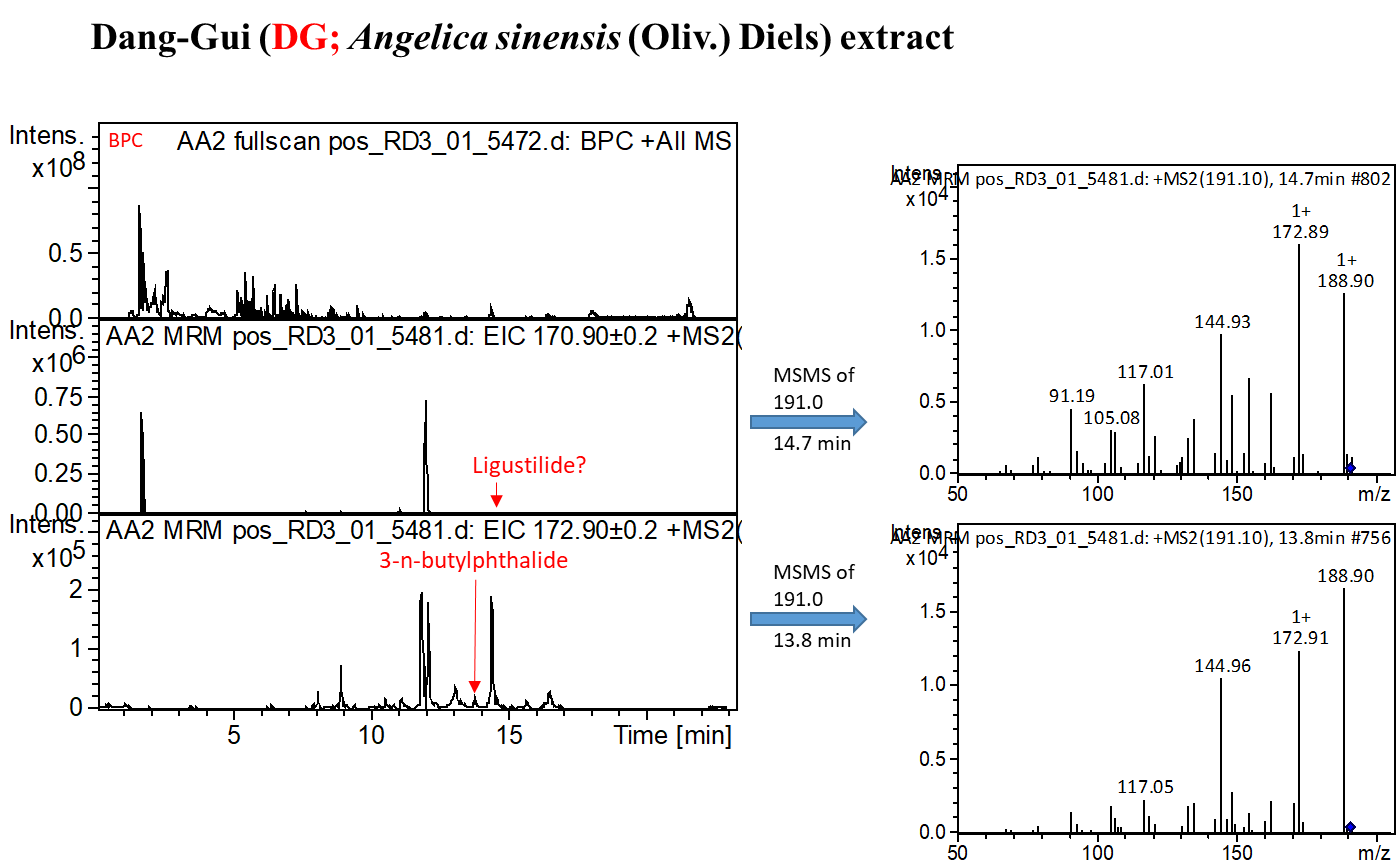 Dang-Gui (DG; Angelica sinensis (Oliv.) Diels) extract
Intens.
x10^8
BPC
AA2 fullscan pos_RD3_01_5472.d: BPC +All MS
0.5
0.0
Intens.
x10^6
AA2 MRM pos_RD3_01_5481.d: EIC 170.90±0.2 +MS2(
0.75
0.50
0.25
0.00
Ligustilide?
Intens.
x10^5
AA2 MRM pos_RD3_01_5481.d: EIC 172.90±0.2 +MS2(
3-n-butylphthalide
2
1
0
5
10
15
Time [min]
MSMS of
191.0
14.7 min
MSMS of
191.0
13.8 min
Intens.
AA2 MRM pos_RD3_01_5481.d: +MS2(191.10), 14.7min #802
x10^4
1+
172.89
1+
188.90
1.5
1.0
144.93
117.01
91.19
105.08
0.5
0.0
50
100
150
m/z
Intens.
AA2 MRM pos_RD3_01_5481.d: +MS2(191.10), 13.8min #756
x10^4
188.90
1+
172.91
1.5
144.96
1.0
0.5
117.05
0.0
50
100
150
m/z